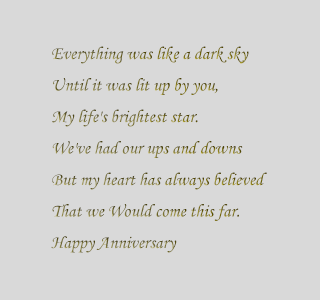 Everything was like a dark sky
Until it was lit up by you,
My life's brightest star.
We've had our ups and downs
But my heart has always believed
That we Would come this far.
Happy Anniversary